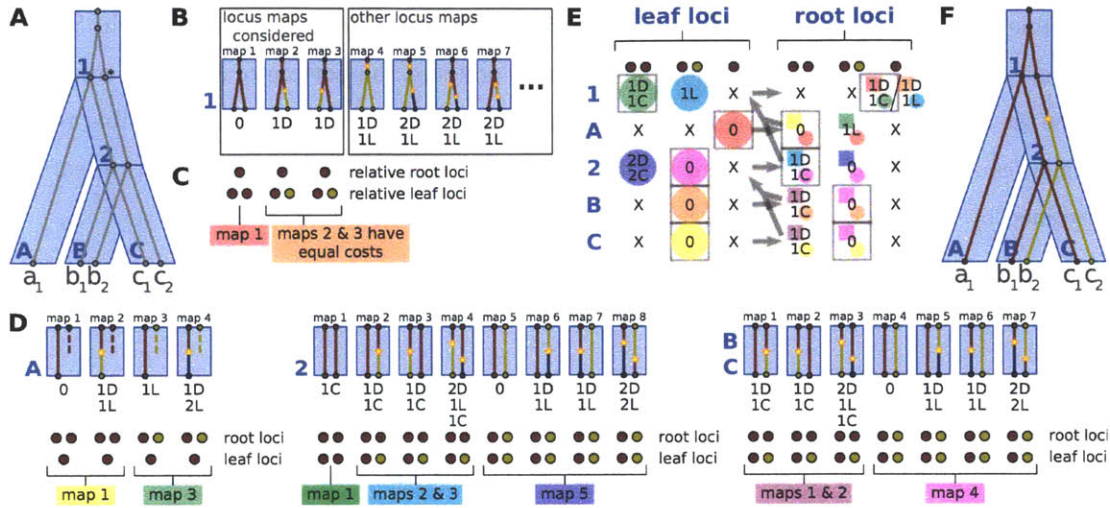 A
1
*
2
A
B
C
a1
b1 b2
c1 c2
B
locus maps considered
other locus maps
map 1 map 2 map 3
map 4 map 5 map 6 map 7
1
...
0 1D 1D
1D 2D 2D 2D
1L 1L 1L 1L
C
relative root loci
relative leaf loci
map 1
maps 2 & 3 have equal costs
E
leaf loci
root loci
1 1D 1C 1L X X X 1D 1C / 1D 1L
A X X 0 0 1L X
2 2D 2C 0 X 1D 1C 0 X
B 0 X 1D 1C 0 X
C 0 X 1D 1C 0 X
F
1
2
A
B
C
a1
b1 b2
c1 c2
D
map 1 map 2 map 3 map 4
A
0 1D 1L 1D
1L 2L
root loci
leaf loci
map 1
map 3
map 1 map 2 map 3 map 4 map 5 map 6 map 7 map 8
2
1C 1D 1D 2D 0 1D 1D 2D
1C 1C 1L 1L 1L 2L
1C
root loci
leaf loci
map 1
maps 2 & 3
map 5
map 1 map 2 map 3 map 4 map 5 map 6 map 7
B
C
1D 1D 2D 0 1D 1D 2D
1C 1C 1L 1L 1L 2L
1C
root loci
leaf loci
maps 1 & 2
map 4